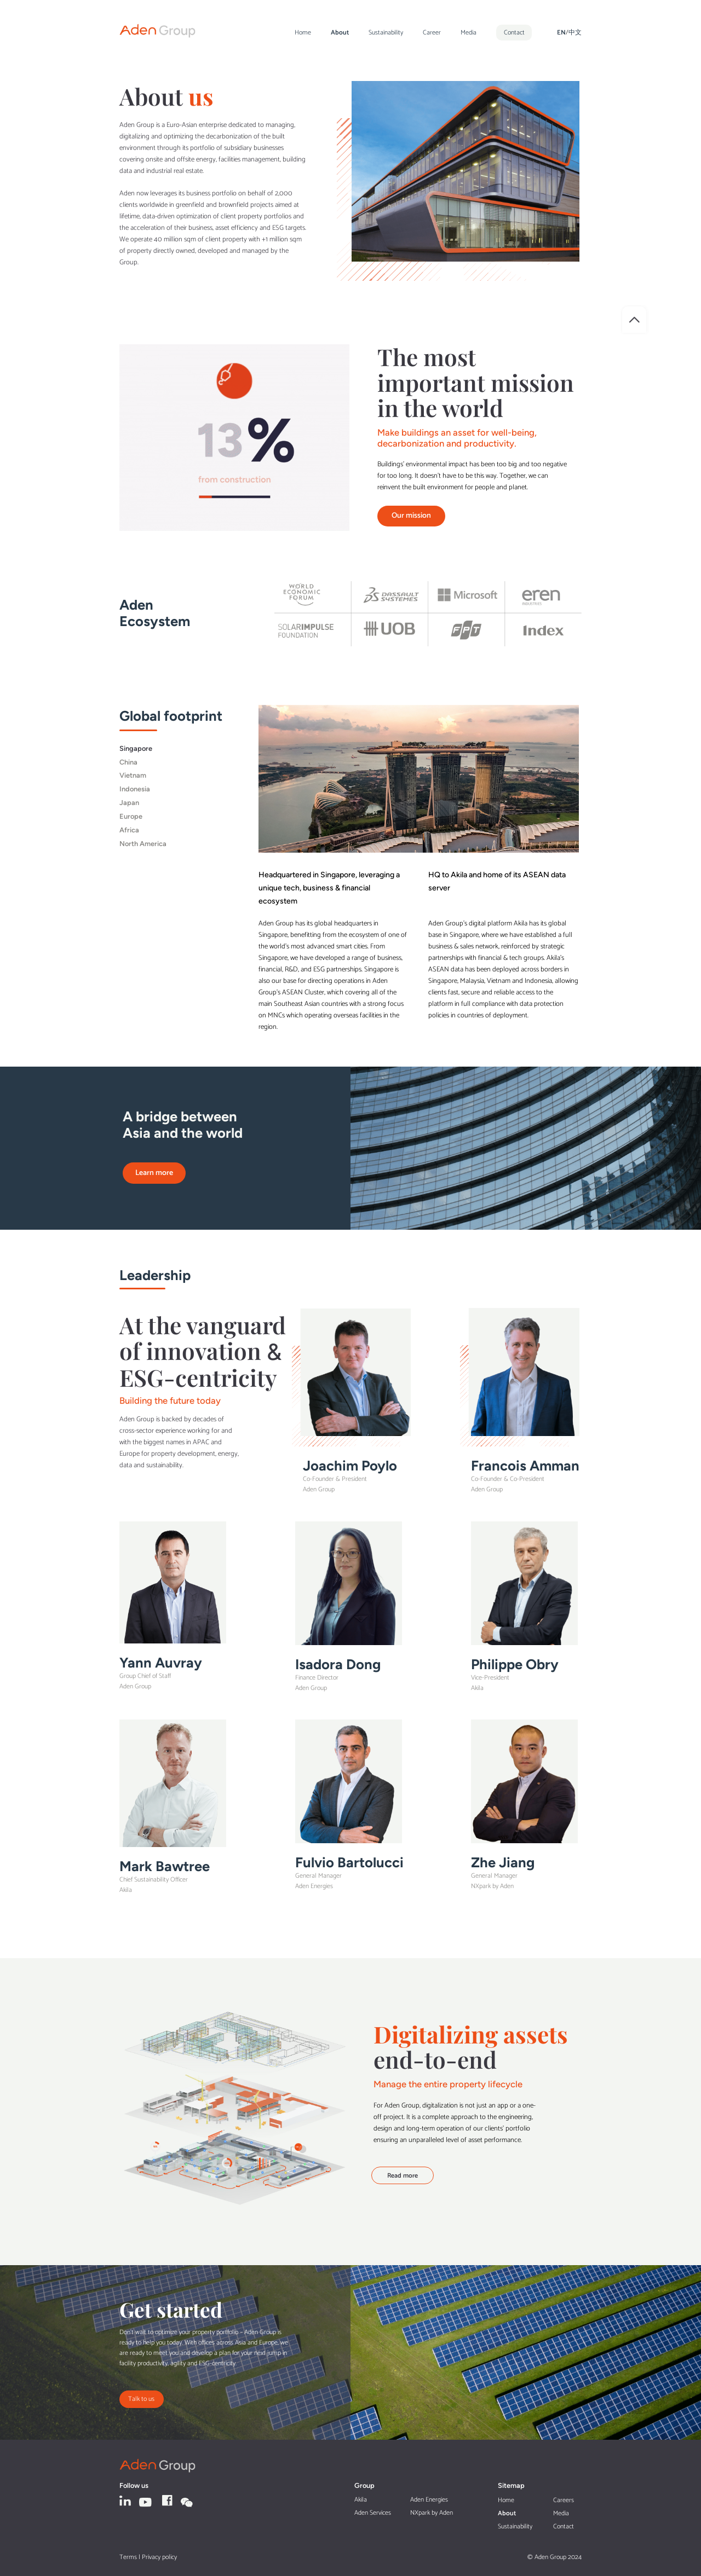 Aden Group
Home About Sustainability Career Media Contact EN/中文
About us
Aden Group is a Euro-Asian enterprise dedicated to managing,
digitalizing and optimizing the decarbonization of the built
environment through its portfolio of subsidiary businesses
covering onsite and offsite energy, facilities management, building
data and industrial real estate.
Aden now leverages its business portfolio on behalf of 2,000
clients worldwide in greenfield and brownfield projects aimed at
lifetime, data-driven optimization of client property portfolios and
the acceleration of their business, asset efficiency and ESG targets.
We operate 40 million sqm of client property with +1 million sqm
of property directly owned, developed and managed by the
Group.
13%
from construction
The most
important mission
in the world
Make buildings an asset for well-being,
decarbonization and productivity.
Buildings' environmental impact has been too big and too negative
for too long. It doesn't have to be this way. Together, we can
reinvent the built environment for people and planet.
Our mission
Aden
Ecosystem
WORLD
ECONOMIC
FORUM
DASSAULT
SYSTEMES
Microsoft
eren
INDUSTRIES
SOLARIMPULSE
FOUNDATION
UOB
FPT
Index
Global footprint
Singapore
China
Vietnam
Indonesia
Japan
Europe
Africa
North America
Headquartered in Singapore, leveraging a
unique tech, business & financial
ecosystem
Aden Group has its global headquarters in
Singapore, benefitting from the ecosystem of one of
the world's most advanced smart cities. From
Singapore, we have developed a range of business,
financial, R&D, and ESG partnerships. Singapore is
also our base for directing operations in Aden
Group's ASEAN Cluster, which covering all of the
main Southeast Asian countries with a strong focus
on MNCs which operating overseas facilities in the
region.
HQ to Akila and home of its ASEAN data
server
Aden Group's digital platform Akila has its global
base in Singapore, where we have established a full
business & sales network, reinforced by strategic
partnerships with financial & tech groups. Akila's
ASEAN data has been deployed across borders in
Singapore, Malaysia, Vietnam and Indonesia, allowing
clients fast, secure and reliable access to the
platform in full compliance with data protection
policies in countries of deployment.
A bridge between
Asia and the world
Learn more
Leadership
At the vanguard
of innovation &
ESG-centricity
Building the future today
Aden Group is backed by decades of
cross-sector experience working for and
with the biggest names in APAC and
Europe for property development, energy,
data and sustainability.
Joachim Poylo
Co-Founder & President
Aden Group
Francois Amman
Co-Founder & Co-President
Aden Group
Yann Auvray
Group Chief of Staff
Aden Group
Isadora Dong
Finance Director
Aden Group
Philippe Obry
Vice-President
Akila
Mark Bawtree
Chief Sustainability Officer
Akila
Fulvio Bartolucci
General Manager
Aden Energies
Zhe Jiang
General Manager
NXpark by Aden
Digitalizing assets
end-to-end
Manage the entire property lifecycle
For Aden Group, digitalization is not just an app or a one-
off project. It is a complete approach to the engineering,
design and long-term operation of our clients' portfolio
ensuring an unparalleled level of asset performance.
Read more
Get started
Don't wait to optimize your property portfolio – Aden Group is
ready to help you today. With offices across Asia and Europe, we
are ready to meet you and develop a plan for your next jump in
facility productivity, agility and ESG-centricity.
Talk to us
Aden Group
Follow us
Group
Akila Aden Energies
Aden Services NXpark by Aden
Sitemap
Home Careers
About Media
Sustainability Contact
Terms | Privacy policy
© Aden Group 2024